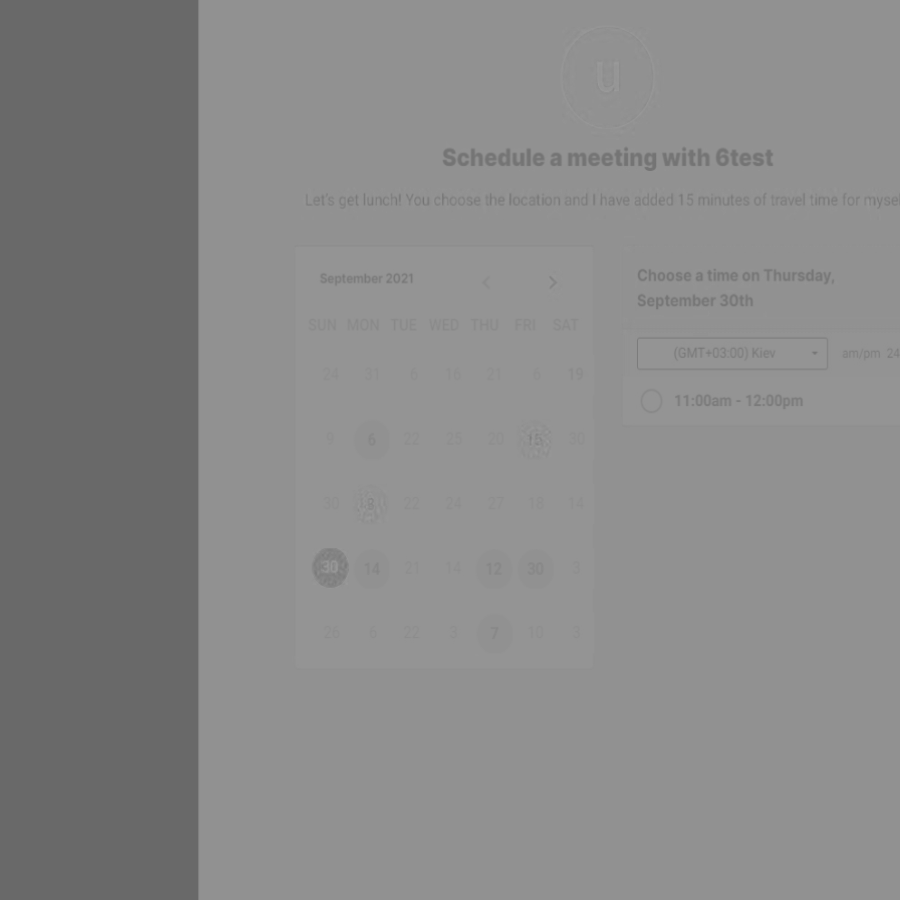 u
Schedule a meeting with 6test
Let's get lunch! You choose the location and I have added 15 minutes of travel time for myse
September 2021
SUN MON TUE WED THU FRI SAT
24 31 6 16 21 6 19
9 6 22 25 20 15 30
30 22 24 27 18 14
30 14 21 14 12 30 3
26 6 22 3 7 10 3
Choose a time on Thursday,
September 30th
(GMT+03:00) Kiev
am/pm 24
11:00am - 12:00pm